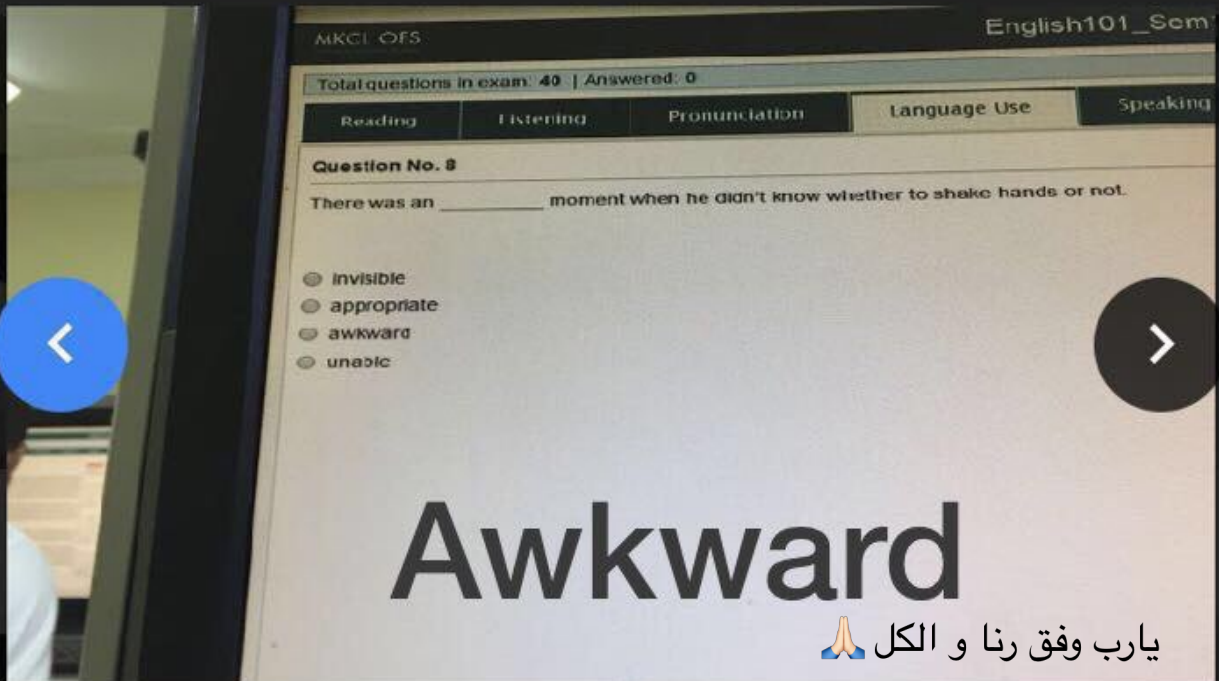 MKCL OES
English101_Sem
Total questions in exam: 40 | Answered: 0
Reading
Listening
Pronunciation
Language Use
Speaking
Question No. 8
There was an ________ moment when he didn't know whether to shake hands or not.
invisible
appropriate
awkward
unable
Awkward
يارب وفق رنا و الكل 🙏🏻